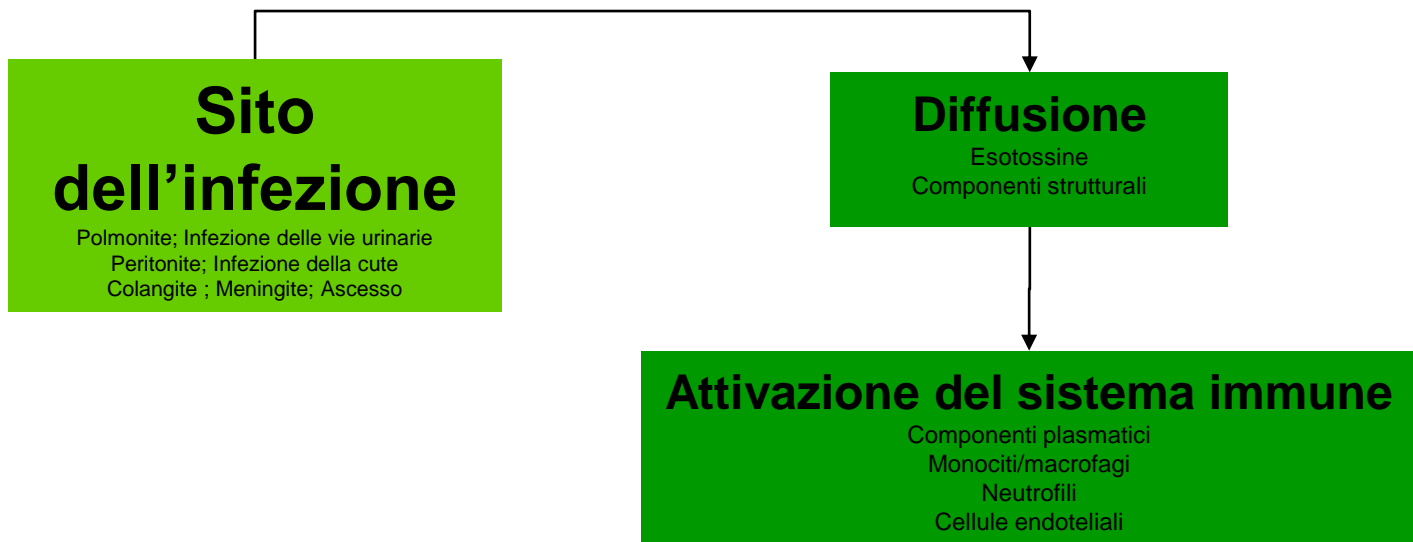 Sito
dell’infezione
Polmonite; Infezione delle vie urinarie
Peritonite; Infezione della cute
Colangite ; Meningite; Ascesso
Diffusione
Esotossine
Componenti strutturali
Attivazione del sistema immune
Componenti plasmatici
Monociti/macrofagi
Neutrofili
Cellule endoteliali